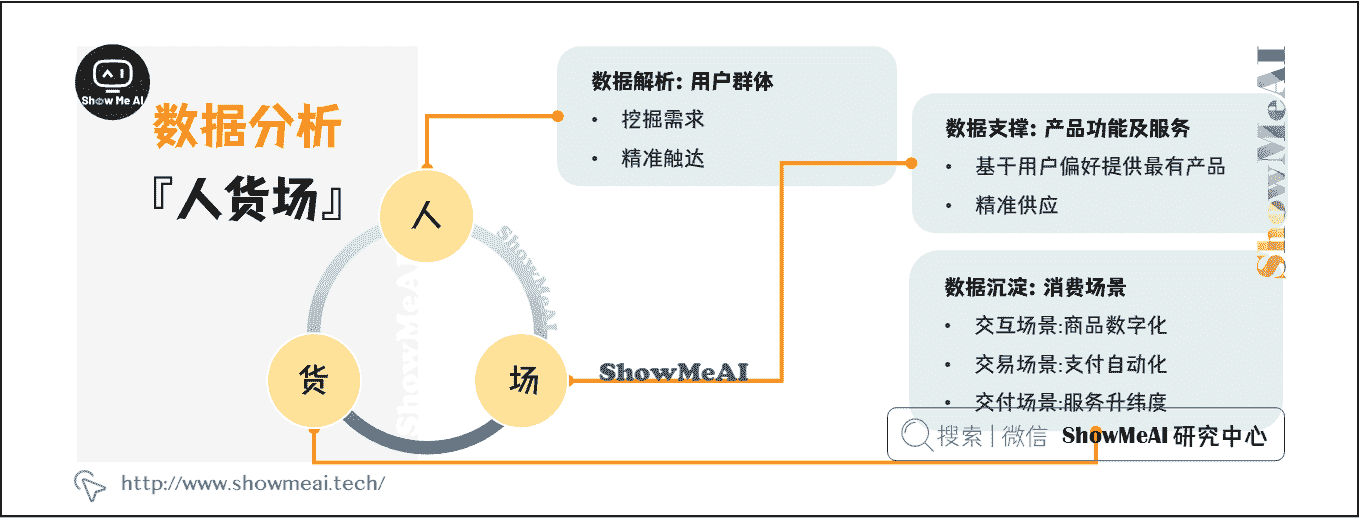 Show Me AI
数据分析
『人货场』
人
货
场
数据解析: 用户群体
• 挖掘需求
• 精准触达
数据支撑: 产品功能及服务
• 基于用户偏好提供最有产品
• 精准供应
数据沉淀: 消费场景
• 交互场景:商品数字化
• 交易场景:支付自动化
• 交付场景:服务升纬度
ShowMeAI
ShowMeAI
ShowMeAI
ShowMeAI
搜索 | 微信 ShowMeAI 研究中心
http://www.showmeai.tech/